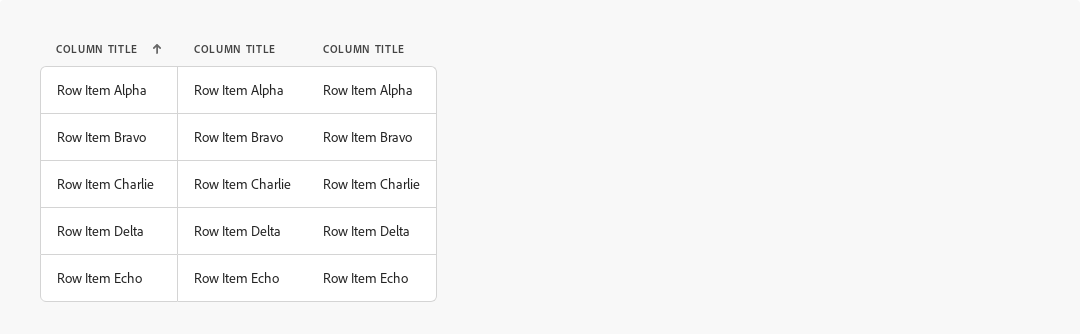 COLUMN TITLE COLUMN TITLE COLUMN TITLE
Row Item Alpha Row Item Alpha Row Item Alpha
Row Item Bravo Row Item Bravo Row Item Bravo
Row Item Charlie Row Item Charlie Row Item Charlie
Row Item Delta Row Item Delta Row Item Delta
Row Item Echo Row Item Echo Row Item Echo